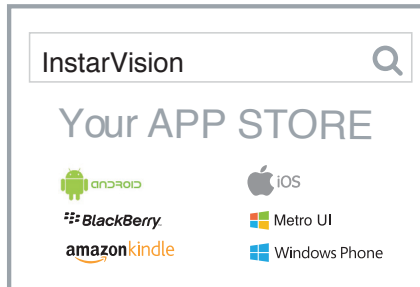 InstarVision
Your APP STORE
android iOS
BlackBerry. Metro UI
amazonkindle Windows Phone